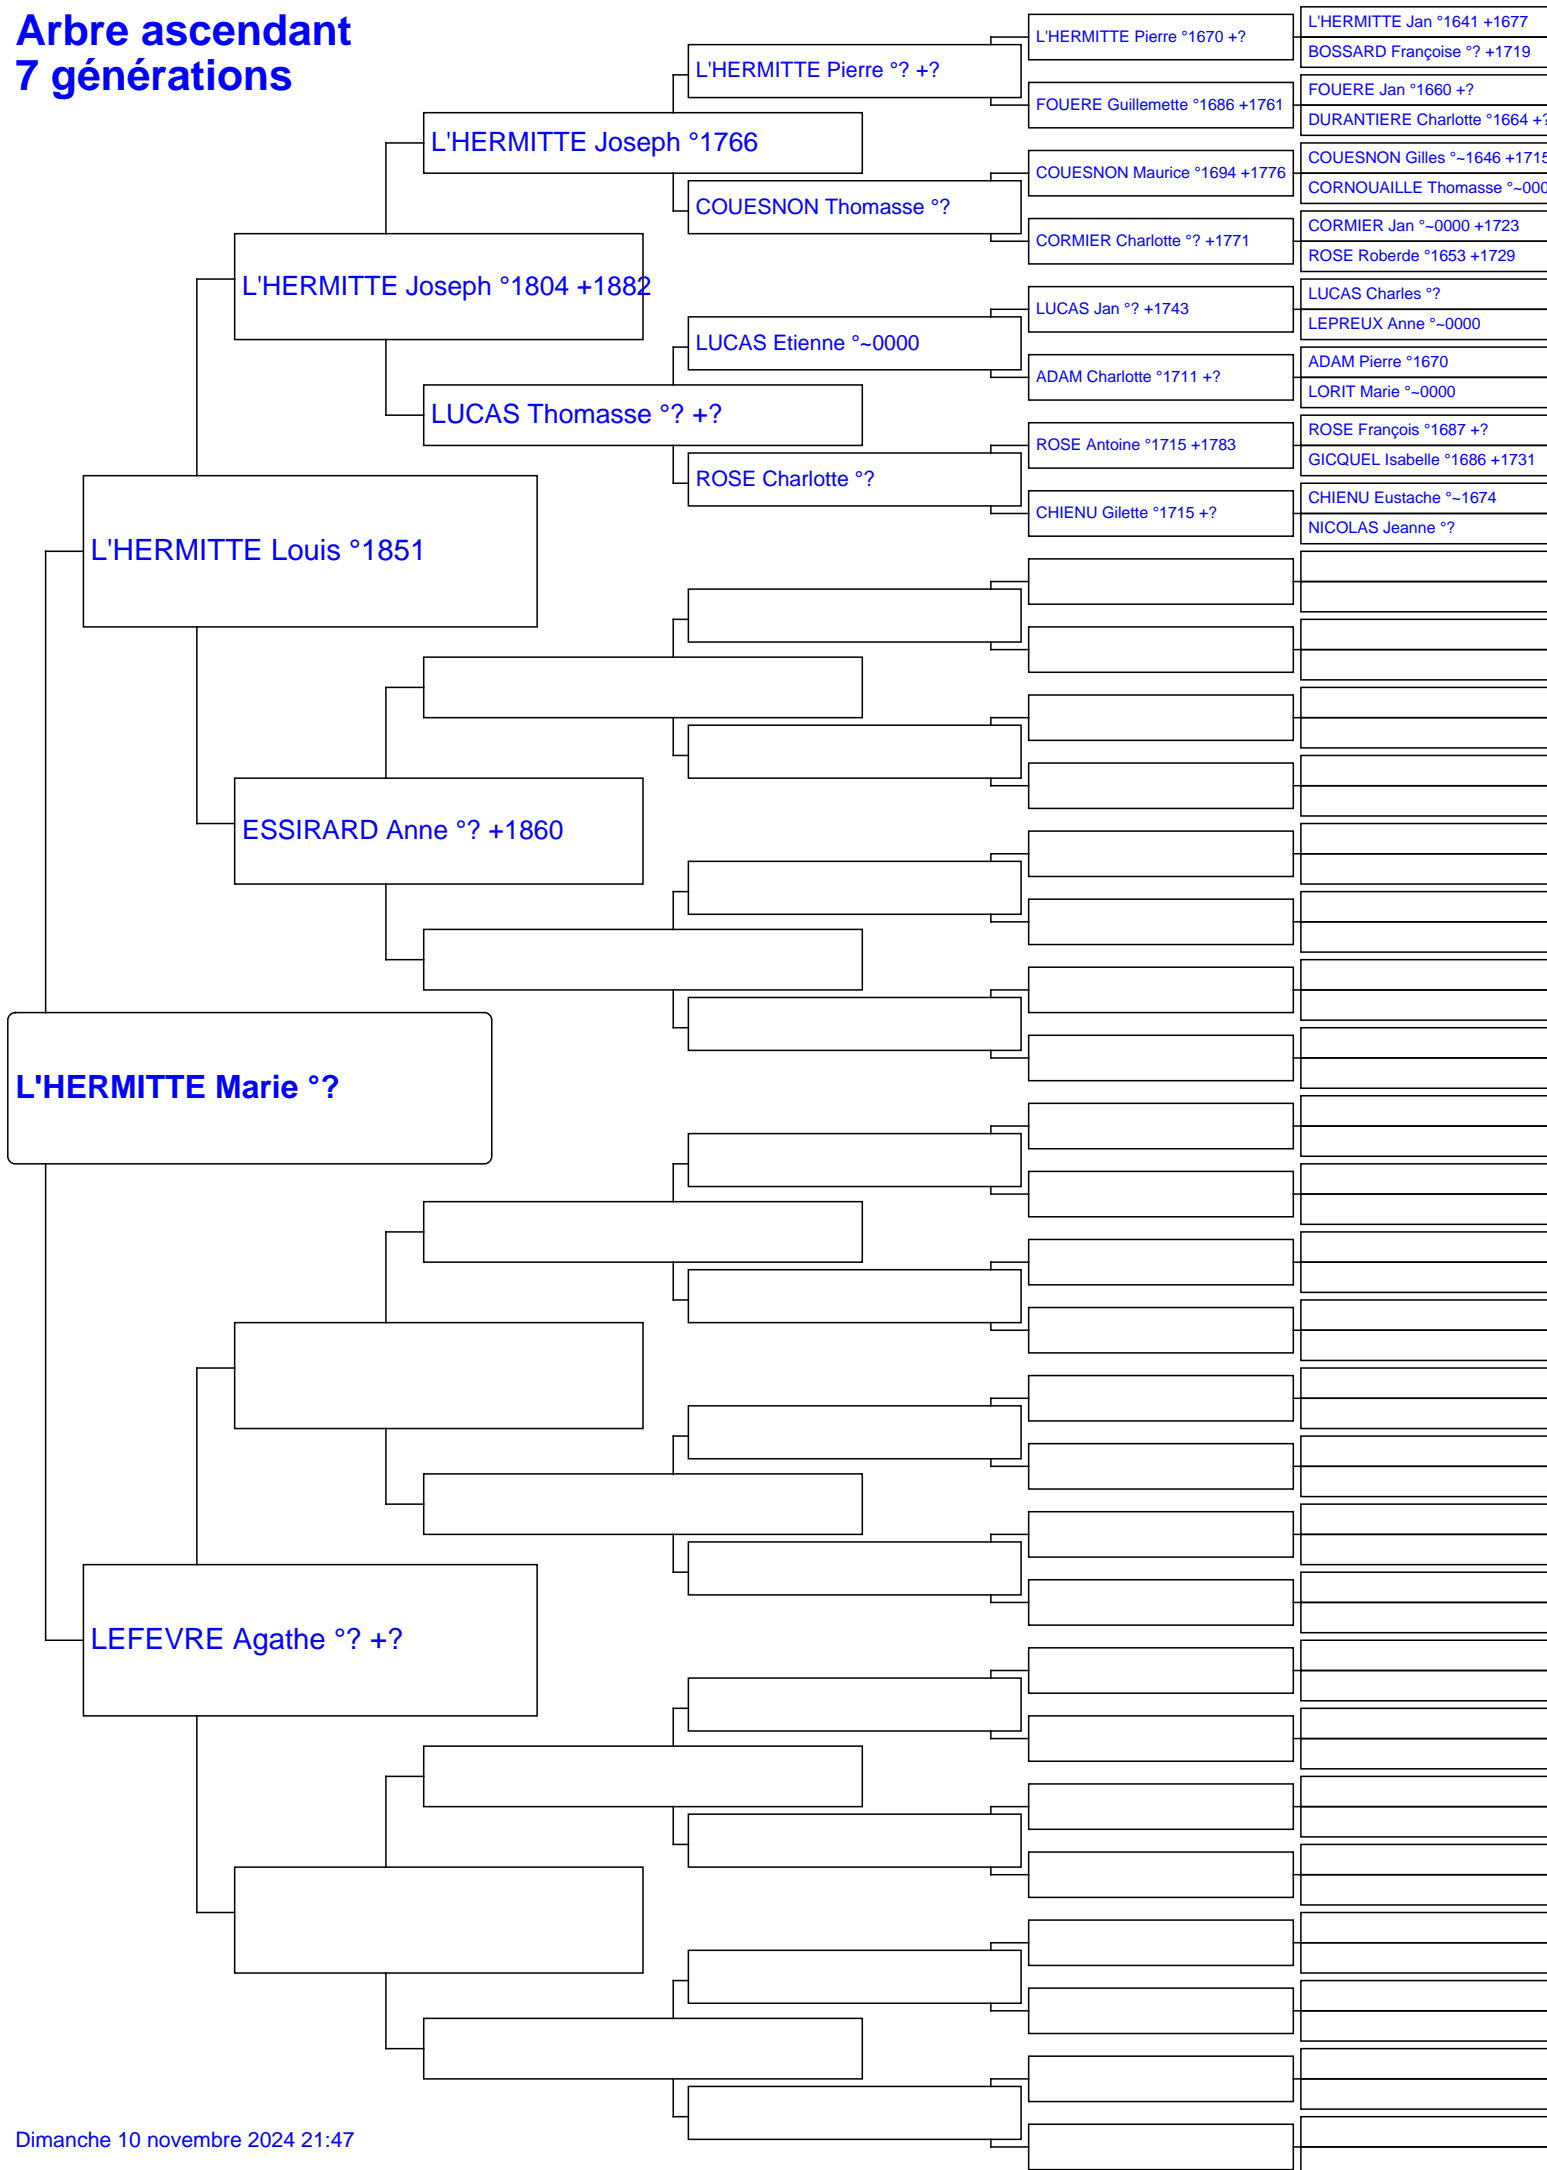 Arbre ascendant
7 générations
L'HERMITTE Jan °1641 +1677
L'HERMITTE Pierre °1670 +?
BOSSARD Françoise °? +1719
L'HERMITTE Pierre °? +?
FOUERE Jan °1660 +?
FOUERE Guillemette °1686 +1761
DURANTIERE Charlotte °1664 +?
L'HERMITTE Joseph °1766
COUESNON Gilles °~1646 +1715
COUESNON Maurice °1694 +1776
CORNOUAILLE Thomasse °~000
COUESNON Thomasse °?
CORMIER Jan °~0000 +1723
CORMIER Charlotte °? +1771
ROSE Roberde °1653 +1729
L'HERMITTE Joseph °1804 +1882
LUCAS Charles °?
LUCAS Jan °? +1743
LEPREUX Anne °~0000
LUCAS Etienne °~0000
ADAM Pierre °1670
ADAM Charlotte °1711 +?
LORIT Marie °~0000
LUCAS Thomasse °? +?
ROSE François °1687 +?
ROSE Antoine °1715 +1783
GICQUEL Isabelle °1686 +1731
ROSE Charlotte °?
CHIENU Eustache °~1674
CHIENU Gilette °1715 +?
NICOLAS Jeanne °?
L'HERMITTE Louis °1851
ESSIRARD Anne °? +1860
L'HERMITTE Marie °?
LEFEVRE Agathe °? +?
Dimanche 10 novembre 2024 21:47